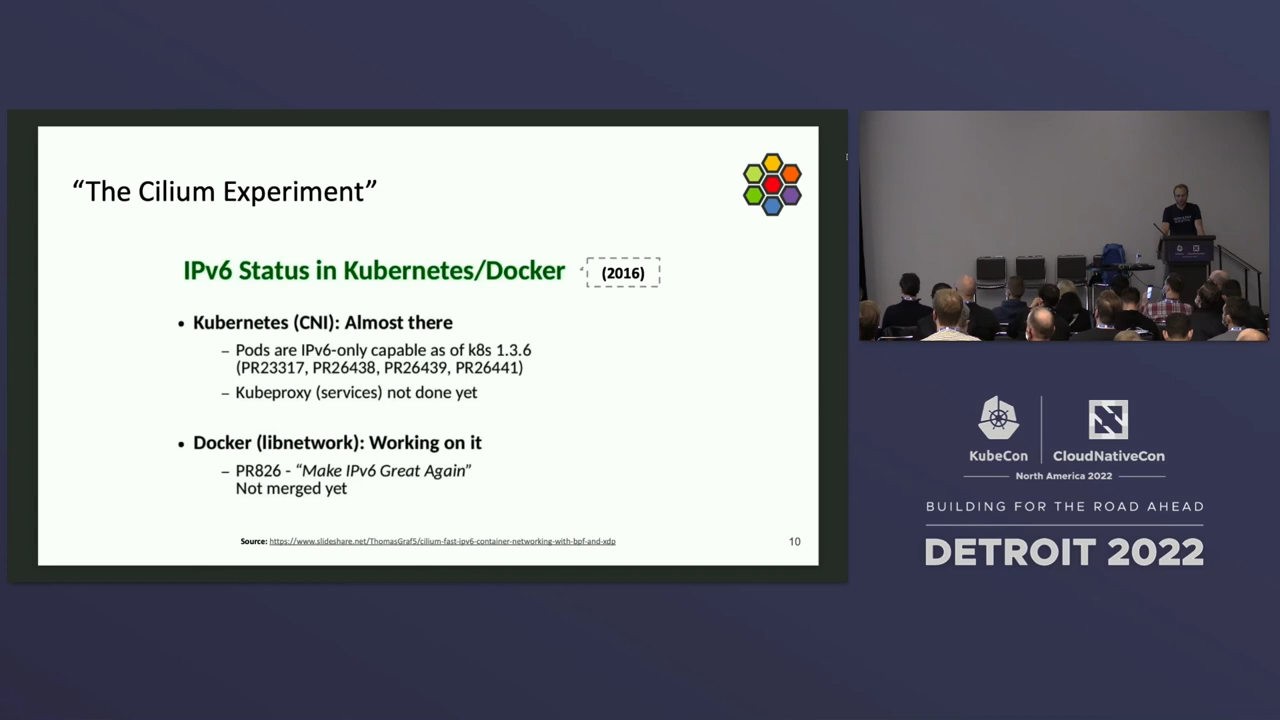 “The Cilium Experiment”
IPv6 Status in Kubernetes/Docker
(2016)
• Kubernetes (CNI): Almost there
– Pods are IPv6-only capable as of k8s 1.3.6
(PR23317, PR26438, PR26439, PR26441)
– Kubeproxy (services) not done yet
• Docker (libnetwork): Working on it
– PR826 - “Make IPv6 Great Again”
Not merged yet
Source: https://www.slideshare.net/ThomasGraf5/cilium-fast-ipv6-container-networking-with-bpf-and-xdp
10
KubeCon
CloudNativeCon
North America 2022
BUILDING FOR THE ROAD AHEAD
DETROIT 2022